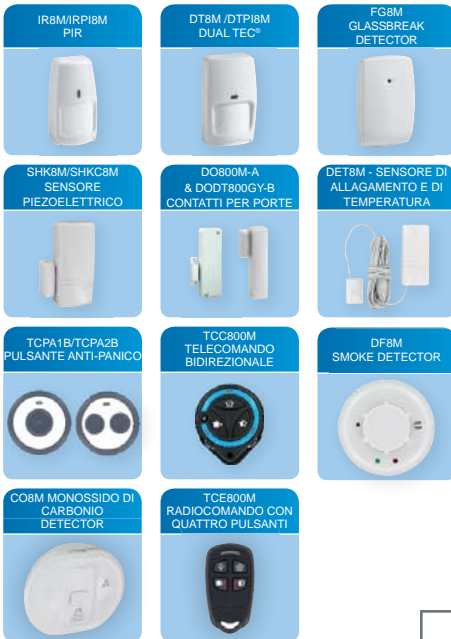 IR8M/IRPI8M
PIR
DT8M /DTPI8M
DUAL TEC®
FG8M
GLASSBREAK
DETECTOR
SHK8M/SHKC8M
SENSORE
PIEZOELETTRICO
DO800M-A
& DODT800GY-B
CONTATTI PER PORTE
DET8M - SENSORE DI
ALLAGAMENTO E DI
TEMPERATURA
TCPA1B/TCPA2B
PULSANTE ANTI-PANICO
TCC800M
TELECOMANDO
BIDIREZIONALE
DF8M
SMOKE DETECTOR
CO8M MONOSSIDO DI
CARBONIO
DETECTOR
TCE800M
RADIOCOMANDO CON
QUATTRO PULSANTI